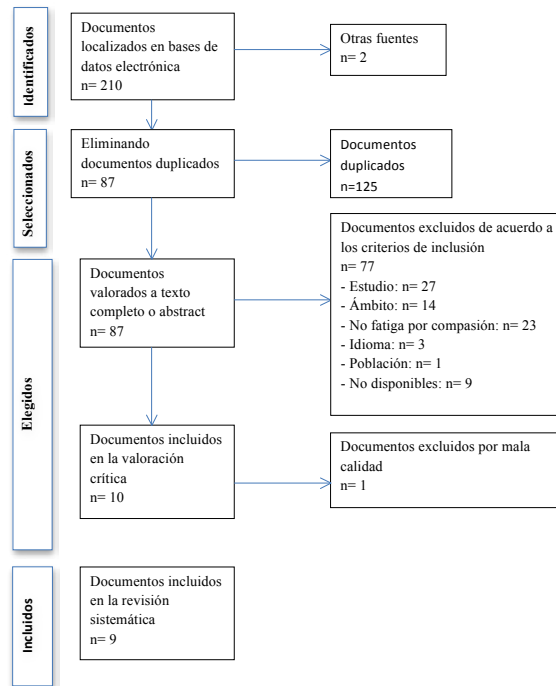 Identificados
Documentos
localizados en bases de
datos electrónica
n= 210
Otras fuentes
n= 2
Seleccionados
Eliminando
documentos duplicados
n= 87
Documentos
duplicados
n=125
Elegidos
Documentos
valorados a texto
completo o abstract
n= 87
Documentos excluidos de acuerdo a
los criterios de inclusión
n= 77
- Estudio: n= 27
- Ámbito: n= 14
- No fatiga por compasión: n= 23
- Idioma: n= 3
- Población: n= 1
- No disponibles: n= 9
Documentos incluidos
en la valoración
crítica
n= 10
Documentos excluidos por mala
calidad
n= 1
Incluidos
Documentos incluidos
en la revisión
sistemática
n= 9